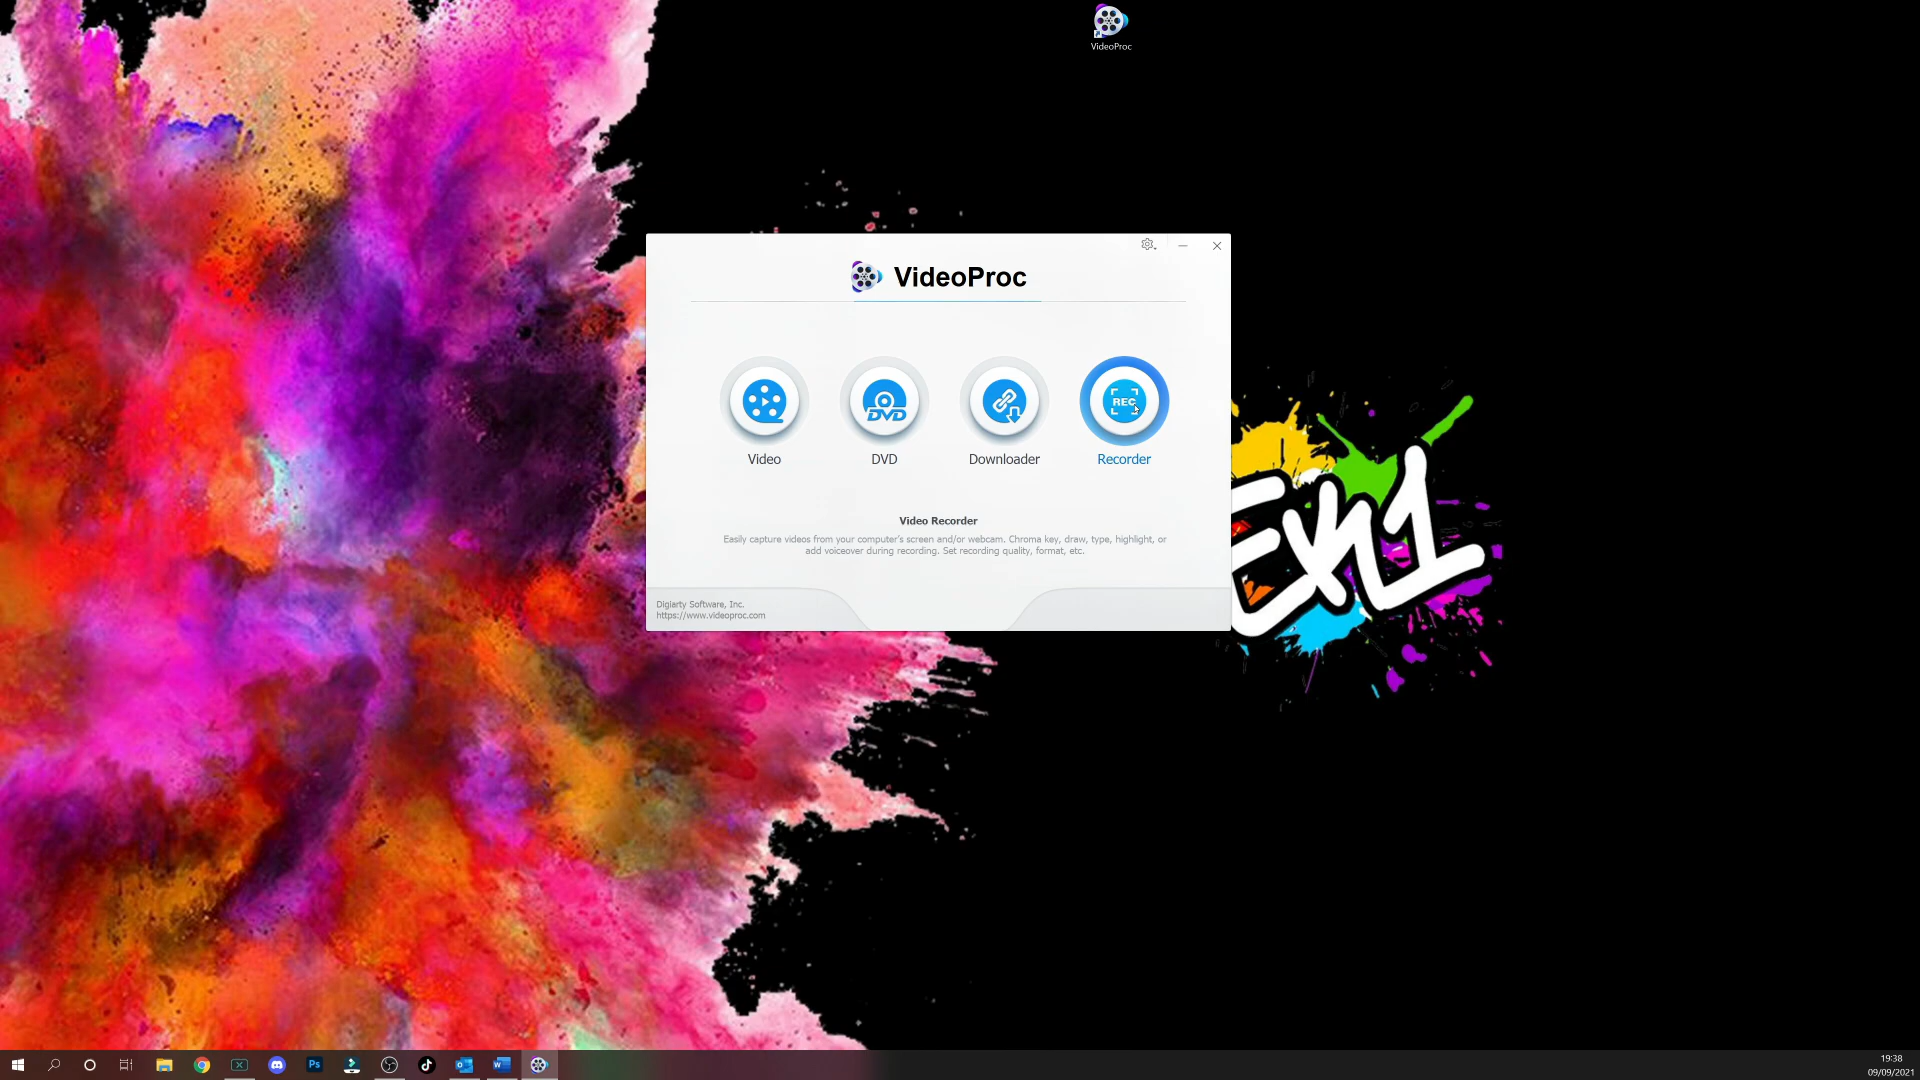 VideoProc
VideoProc
REC
DVD
Video
DVD
Downloader
Recorder
Video Recorder
Easily capture videos from your computer's screen and/or webcam. Chroma key, draw, type, highlight, or
add voiceover during recording. Set recording quality, format, etc.
Digiarty Software, Inc.
https://www.videoproc.com
Ps
W
19:38
09/09/2021